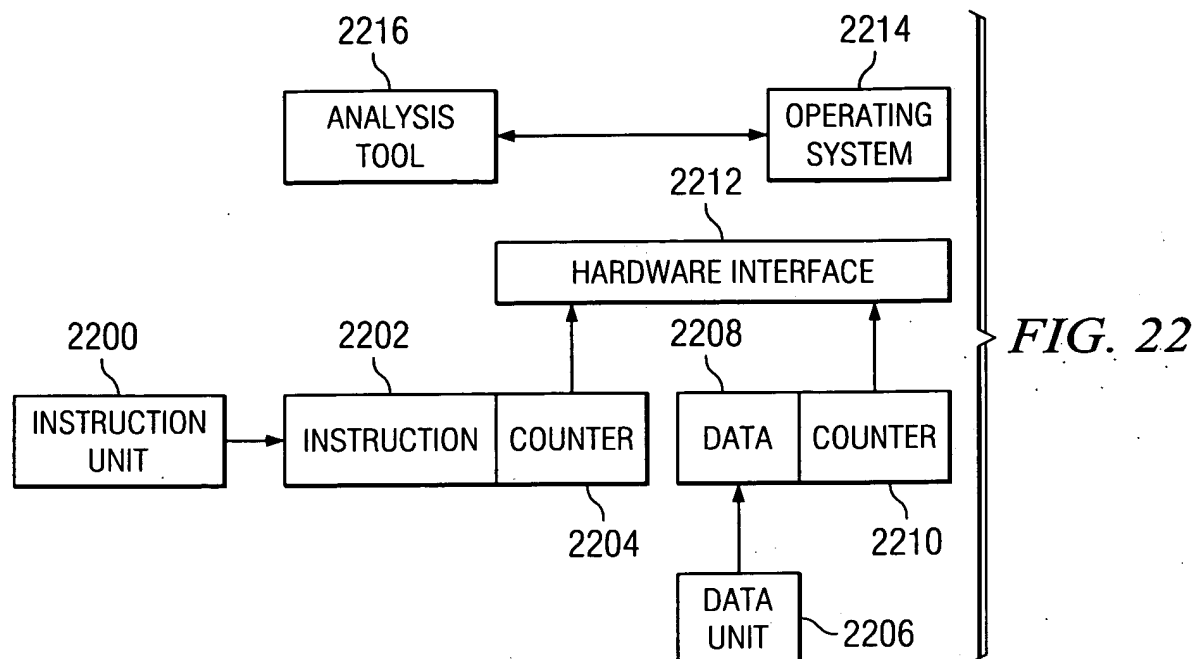 2216
2214
ANALYSIS
TOOL
OPERATING
SYSTEM
2212
HARDWARE INTERFACE
2200
2202
2208
FIG. 22
INSTRUCTION
UNIT
INSTRUCTION
COUNTER
DATA
COUNTER
2204
2210
DATA
UNIT
2206